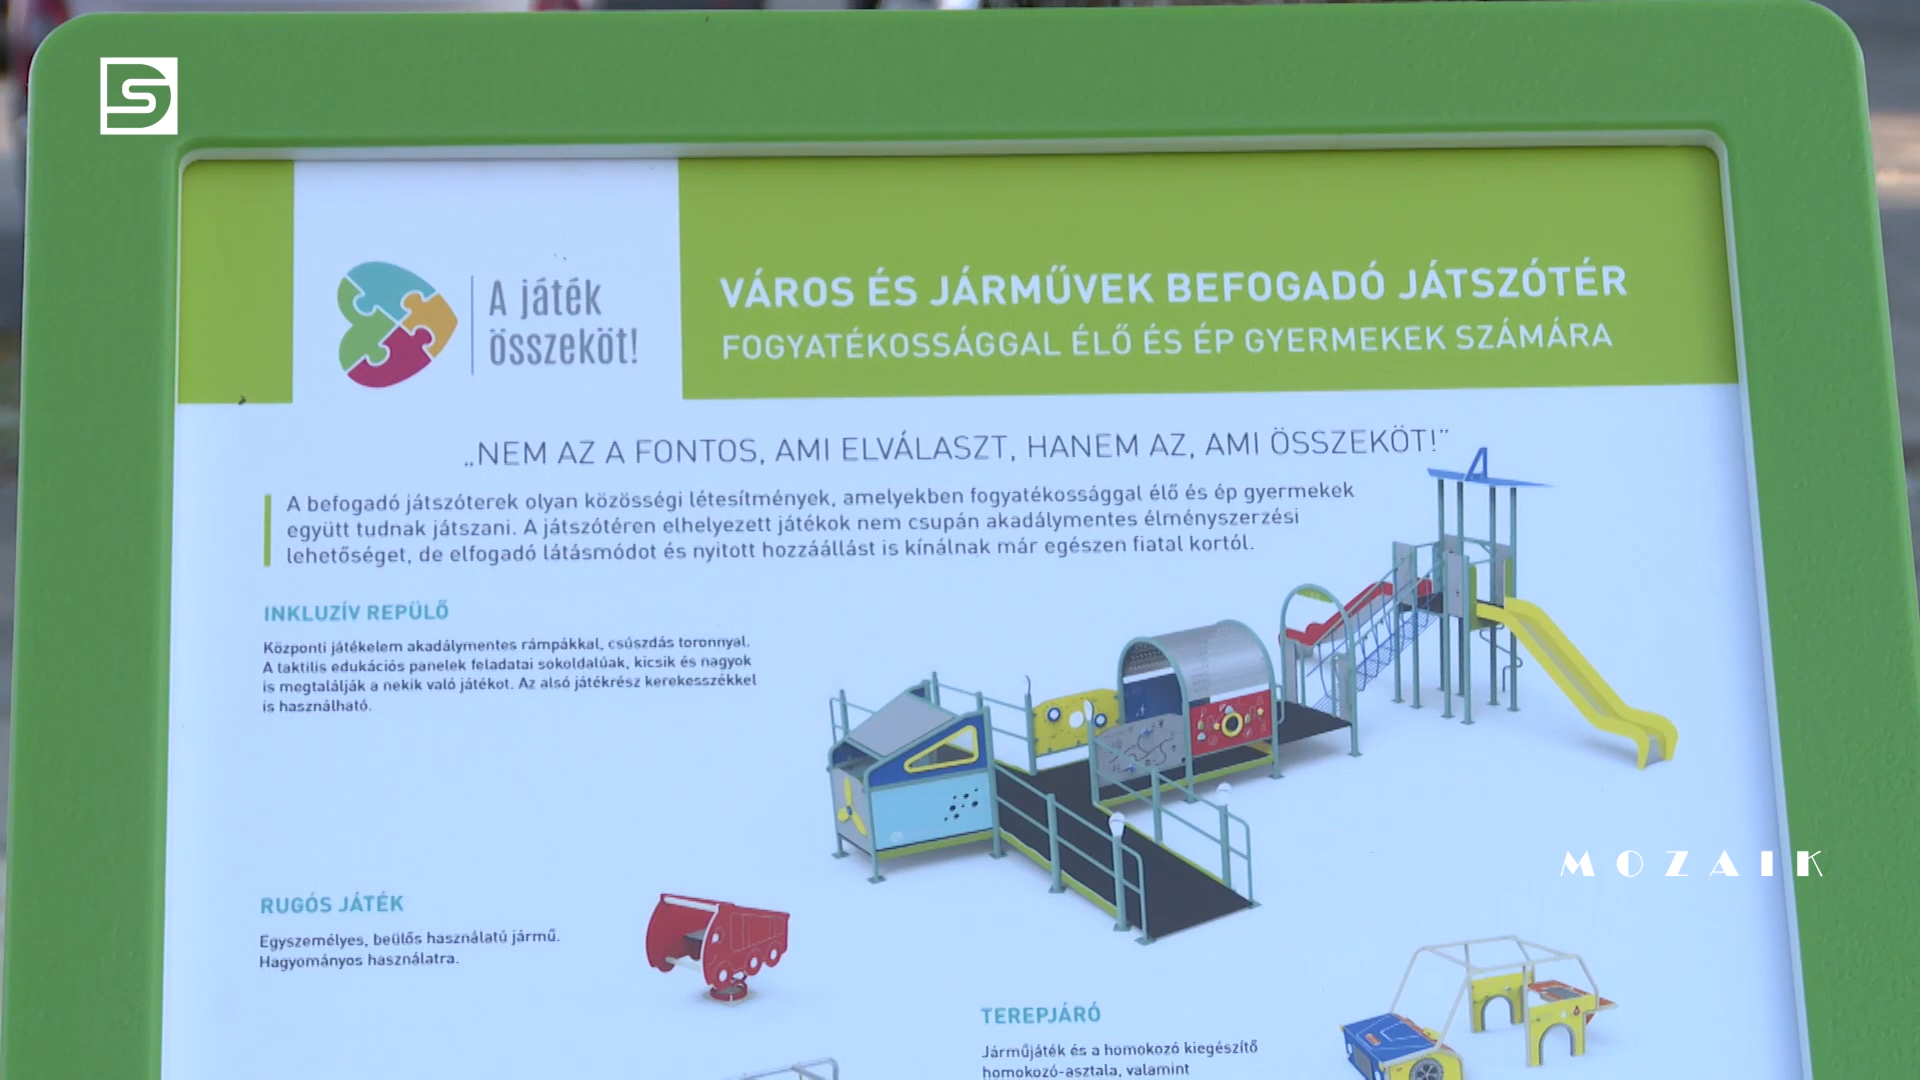 DS
A játék
összeköt!
VÁROS ÉS JÁRMŰVEK BEFOGADÓ JÁTSZÓTÉR
FOGYATÉKOSSÁGGAL ÉLŐ ÉS ÉP GYERMEKEK SZÁMÁRA
„NEM AZ A FONTOS, AMI ELVÁLASZT, HANEM AZ, AMI ÖSSZEKÖT!”
A befogadó játszóterek olyan közösségi létesítmények, amelyekben fogyatékossággal élő és ép gyermekek
együtt tudnak játszani. A játszótéren elhelyezett játékok nem csupán akadálymentes élményszerzési
lehetőséget, de elfogadó látásmódot és nyitott hozzáállást is kínálnak már egészen fiatal kortól.
INKLUZÍV REPÜLŐ
Központi játékelem akadálymentes rámpákkal, csúszdás toronnyal.
A taktilis edukációs panelek feladatai sokoldalúak, kicsik és nagyok
is megtalálják a nekik való játékot. Az alsó játékrész kerekesszékkel
is használható.
RUGÓS JÁTÉK
Egyszemélyes, beülős használatú jármű.
Hagyományos használatra.
MOZAIK
TEREPJÁRÓ
Járműjáték és a homokozó kiegészítő
homokozó-asztala, valamint